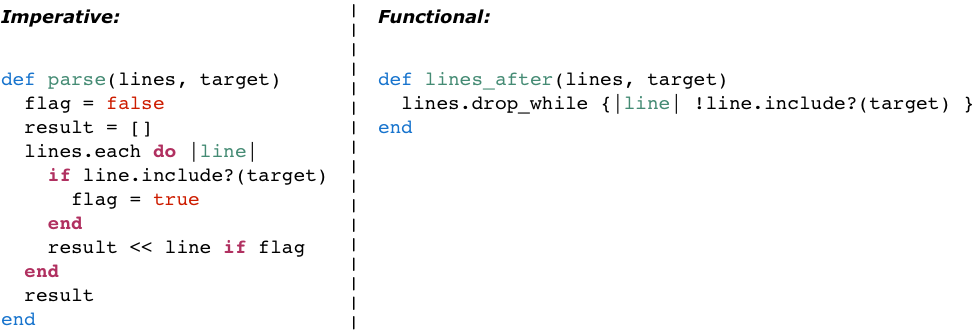 Imperative:
def parse(lines, target)
  flag = false
  result = []
  lines.each do |line|
    if line.include?(target)
      flag = true
    end
    result << line if flag
  end
  result
end
Functional:
def lines_after(lines, target)
  lines.drop_while {|line| !line.include?(target) }
end